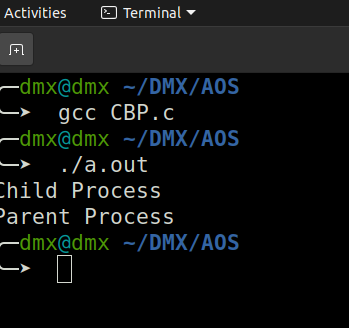 Activities Terminal
dmx@dmx ~/DMX/AOS
gcc CBP.c
dmx@dmx ~/DMX/AOS
./a.out
Child Process
Parent Process
dmx@dmx ~/DMX/AOS